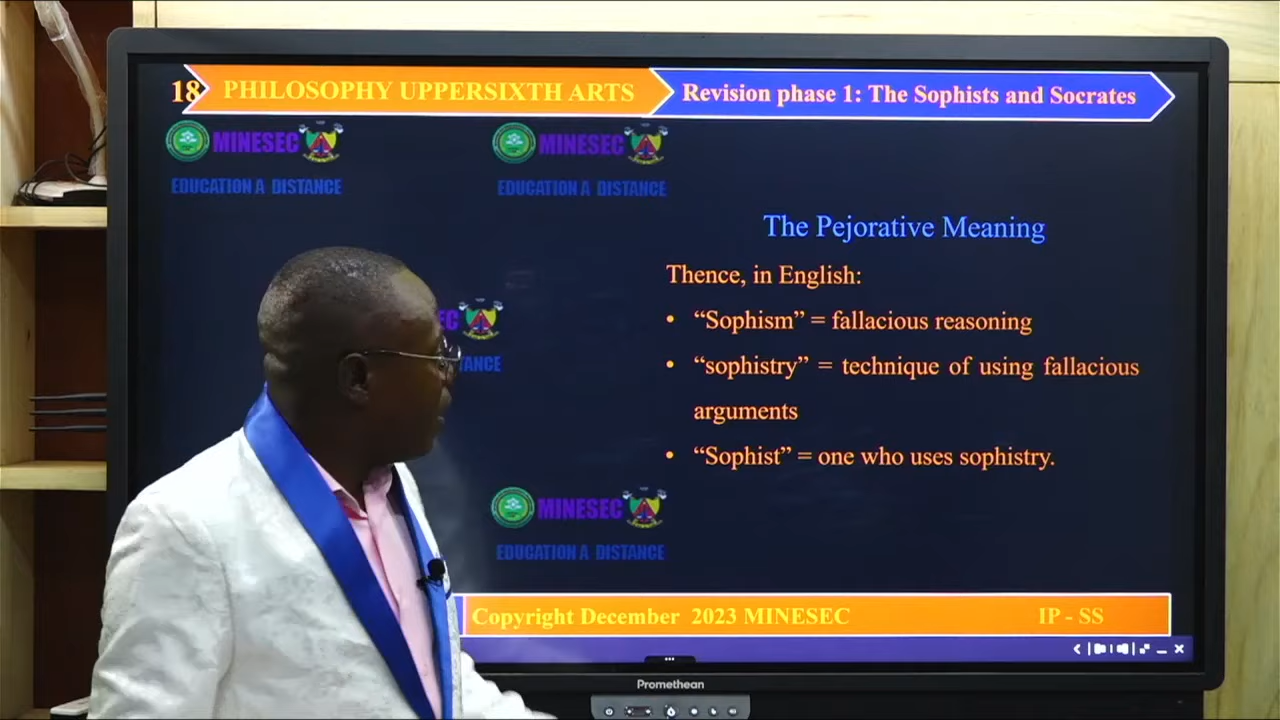 18
PHILOSOPHY UPPERSIXTH ARTS
Revision phase 1: The Sophists and Socrates
MINESEC
EDUCATION A DISTANCE
MINESEC
EDUCATION A DISTANCE
The Pejorative Meaning
Thence, in English:
• “Sophism” = fallacious reasoning
EC
TANCE
• “sophistry” = technique of using fallacious
arguments
• “Sophist” = one who uses sophistry.
MINESEC
EDUCATION A DISTANCE
Copyright December 2023 MINESEC
IP - SS
Promethean